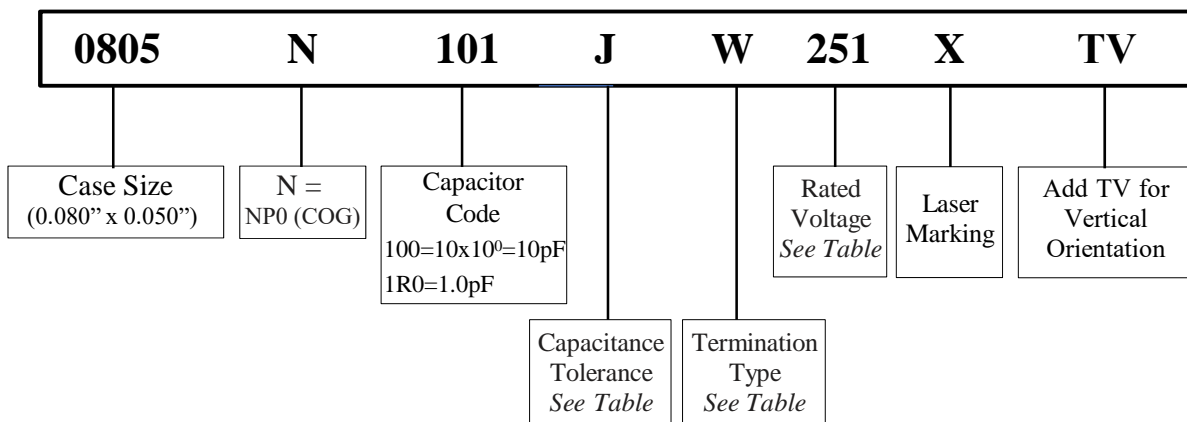 0805 N 101 J W 251 X TV
Case Size
(0.080” x 0.050”)
N =
NP0 (COG)
Capacitor
Code
100=10x10⁰=10pF
1R0=1.0pF
Capacitance
Tolerance
See Table
Termination
Type
See Table
Rated
Voltage
See Table
Laser
Marking
Add TV for
Vertical
Orientation